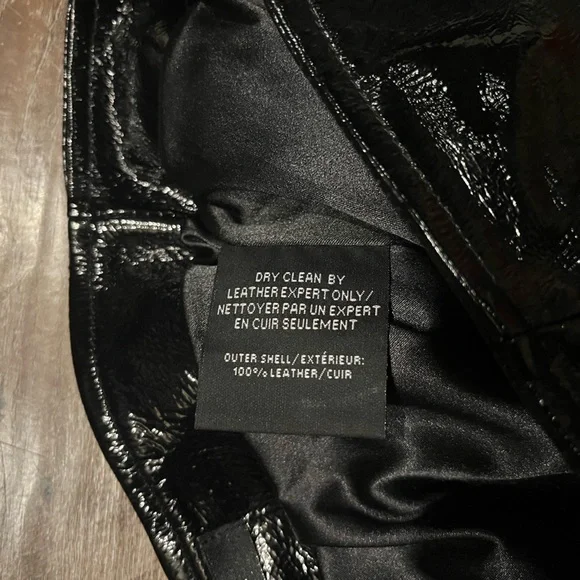 DRY CLEAN BY
LEATHER EXPERT ONLY/
NETTOYER PAR UN EXPERT
EN CUIR SEULEMENT
OUTER SHELL/EXTÉRIEUR:
100% LEATHER/CUIR